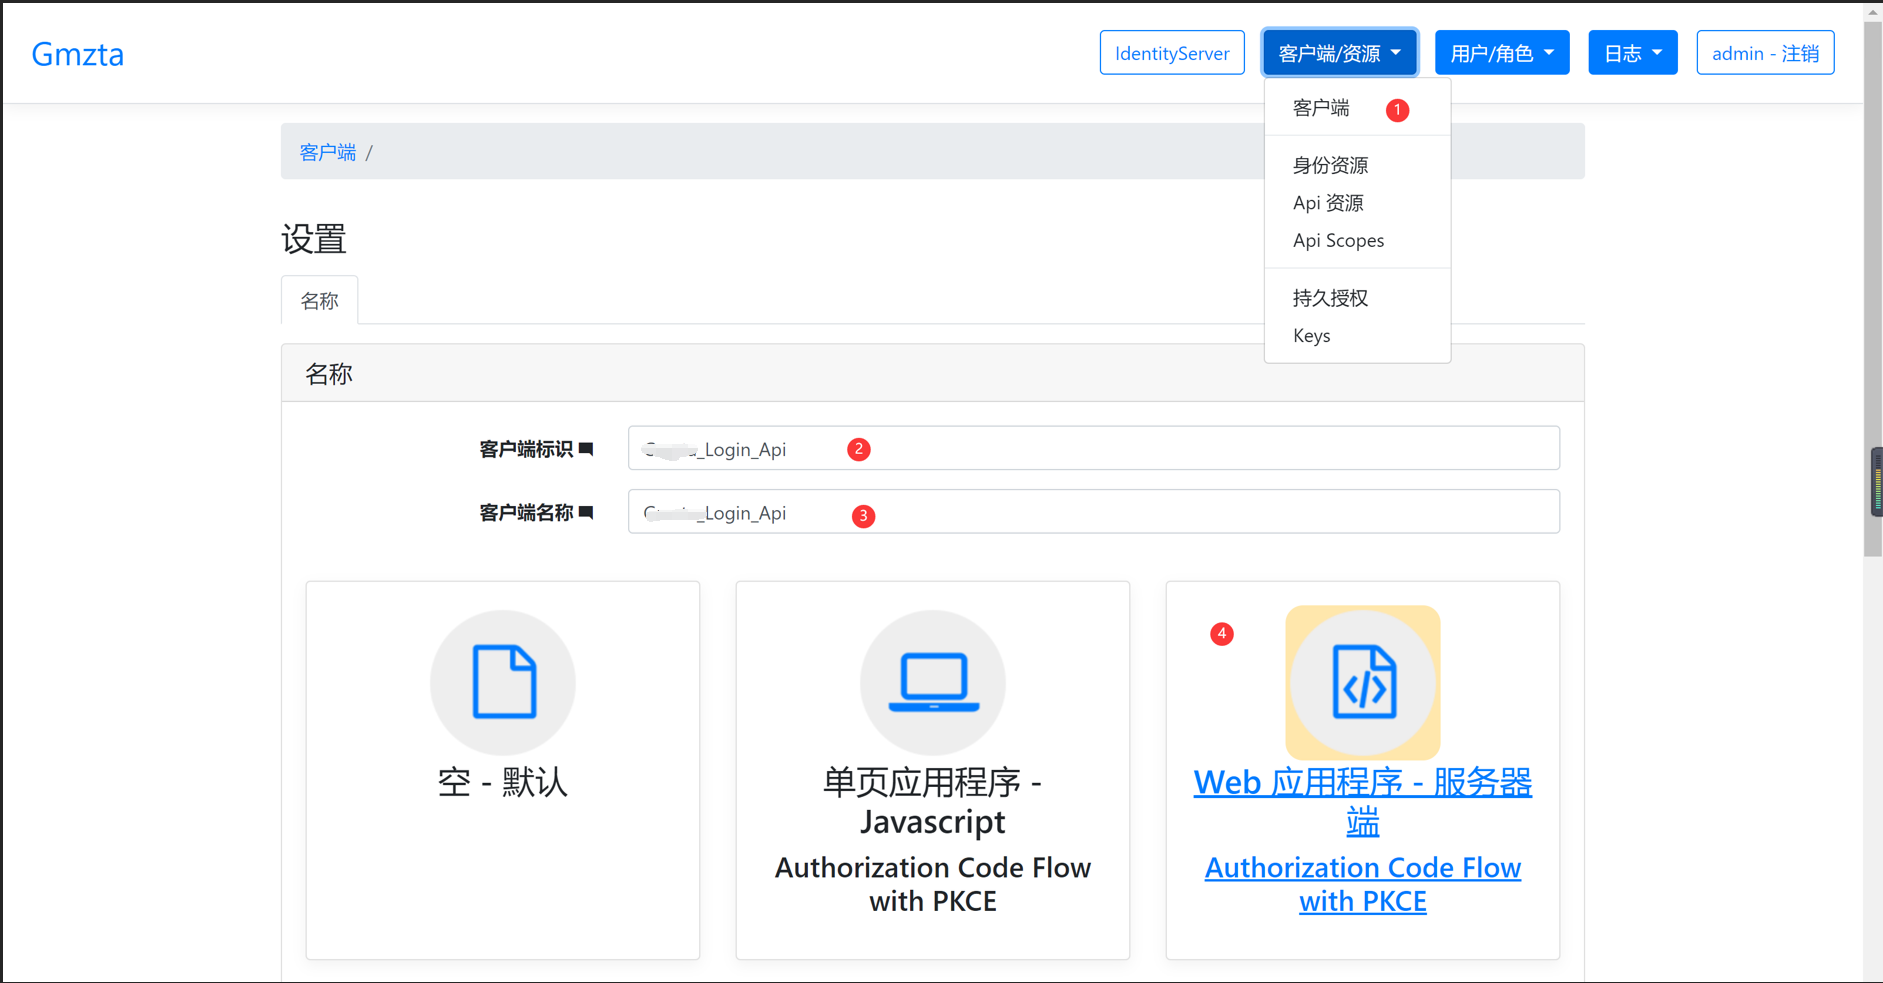 Gmzta
IdentityServer
客户端/资源
用户/角色
日志
admin - 注销
客户端
1
身份资源
Api 资源
Api Scopes
持久授权
Keys
客户端 /
设置
名称
名称
客户端标识
_Login_Api
2
客户端名称
_Login_Api
3
空 - 默认
单页应用程序 -
Javascript
Authorization Code Flow
with PKCE
4
Web 应用程序 - 服务器
端
Authorization Code Flow
with PKCE